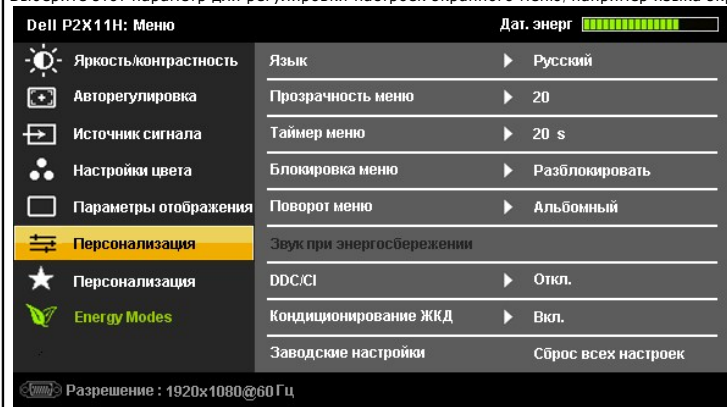 Dell P2X11H: Меню Дат. энерг
Яркость/контрастность Язык Русский
Авторегулировка Прозрачность меню 20
Источник сигнала Таймер меню 20 s
Настройки цвета Блокировка меню Разблокировать
Параметры отображения Поворот меню Альбомный
Персонализация Звук при энергосбережении
Персонализация DDC/CI Откл.
Energy Modes Кондиционирование ЖКД Вкл.
Заводские настройки Сброс всех настроек
Разрешение : 1920x1080@60 Гц